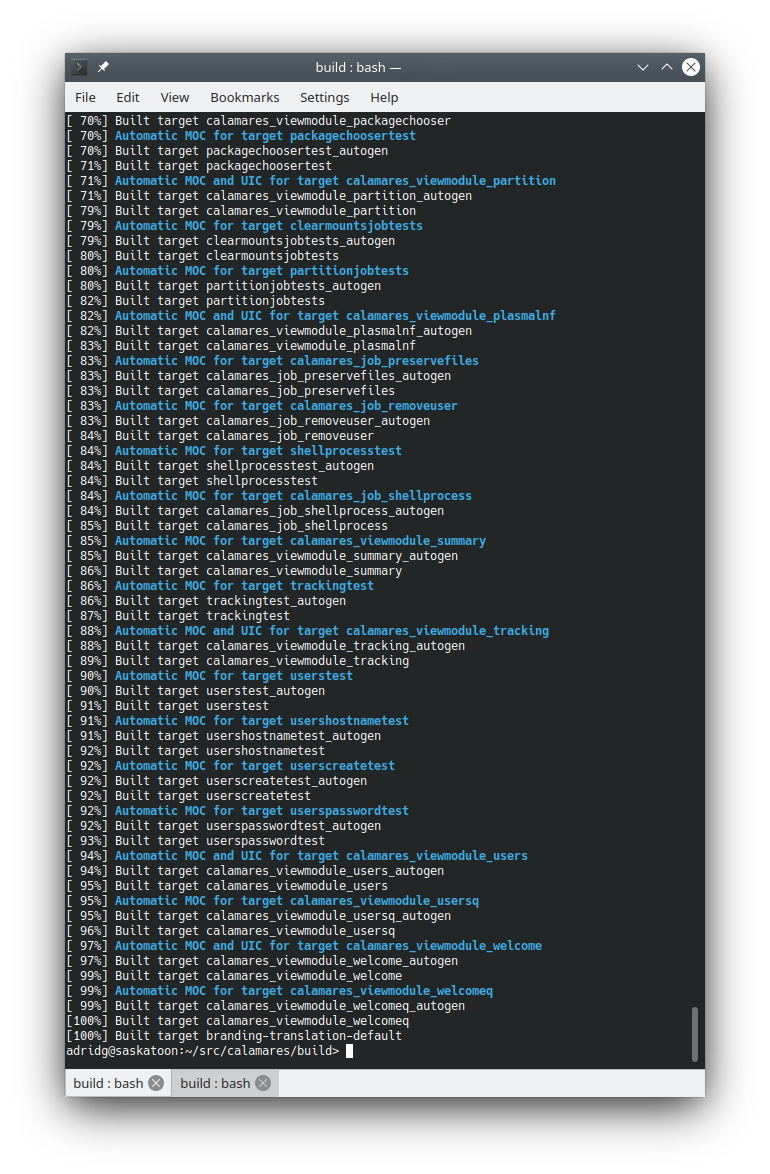 build : bash —
File Edit View Bookmarks Settings Help
[ 70%] Built target calamares_viewmodule_packagechooser
[ 70%] Automatic MOC for target packagechoosertest
[ 70%] Built target packagechoosertest_autogen
[ 71%] Built target packagechoosertest
[ 71%] Automatic MOC and UIC for target calamares_viewmodule_partition
[ 71%] Built target calamares_viewmodule_partition_autogen
[ 79%] Built target calamares_viewmodule_partition
[ 79%] Automatic MOC for target clearmountsjobtests
[ 79%] Built target clearmountsjobtests_autogen
[ 80%] Built target clearmountsjobtests
[ 80%] Automatic MOC for target partitionjobtests
[ 80%] Built target partitionjobtests_autogen
[ 82%] Built target partitionjobtests
[ 82%] Automatic MOC and UIC for target calamares_viewmodule_plasmalnf
[ 82%] Built target calamares_viewmodule_plasmalnf_autogen
[ 83%] Built target calamares_viewmodule_plasmalnf
[ 83%] Automatic MOC for target calamares_job_preservefiles
[ 83%] Built target calamares_job_preservefiles_autogen
[ 83%] Built target calamares_job_preservefiles
[ 83%] Automatic MOC for target calamares_job_removeuser
[ 83%] Built target calamares_job_removeuser_autogen
[ 84%] Built target calamares_job_removeuser
[ 84%] Automatic MOC for target shellprocesstest
[ 84%] Built target shellprocesstest_autogen
[ 84%] Built target shellprocesstest
[ 84%] Automatic MOC for target calamares_job_shellprocess
[ 84%] Built target calamares_job_shellprocess_autogen
[ 85%] Built target calamares_job_shellprocess
[ 85%] Automatic MOC for target calamares_viewmodule_summary
[ 85%] Built target calamares_viewmodule_summary_autogen
[ 86%] Built target calamares_viewmodule_summary
[ 86%] Automatic MOC for target trackingtest
[ 86%] Built target trackingtest_autogen
[ 87%] Built target trackingtest
[ 88%] Automatic MOC and UIC for target calamares_viewmodule_tracking
[ 88%] Built target calamares_viewmodule_tracking_autogen
[ 89%] Built target calamares_viewmodule_tracking
[ 90%] Automatic MOC for target userstest
[ 90%] Built target userstest_autogen
[ 91%] Built target userstest
[ 91%] Automatic MOC for target usershostnametest
[ 91%] Built target usershostnametest_autogen
[ 92%] Built target usershostnametest
[ 92%] Automatic MOC for target userscreatetest
[ 92%] Built target userscreatetest_autogen
[ 92%] Built target userscreatetest
[ 92%] Automatic MOC for target userspasswordtest
[ 92%] Built target userspasswordtest_autogen
[ 93%] Built target userspasswordtest
[ 94%] Automatic MOC and UIC for target calamares_viewmodule_users
[ 94%] Built target calamares_viewmodule_users_autogen
[ 95%] Built target calamares_viewmodule_users
[ 95%] Automatic MOC for target calamares_viewmodule_usersq
[ 95%] Built target calamares_viewmodule_usersq_autogen
[ 96%] Built target calamares_viewmodule_usersq
[ 97%] Automatic MOC and UIC for target calamares_viewmodule_welcome
[ 97%] Built target calamares_viewmodule_welcome_autogen
[ 99%] Built target calamares_viewmodule_welcome
[ 99%] Automatic MOC for target calamares_viewmodule_welcomeq
[ 99%] Built target calamares_viewmodule_welcomeq_autogen
[100%] Built target calamares_viewmodule_welcomeq
[100%] Built target branding-translation-default
adridg@saskatoon:~/src/calamares/build>
build : bash build : bash